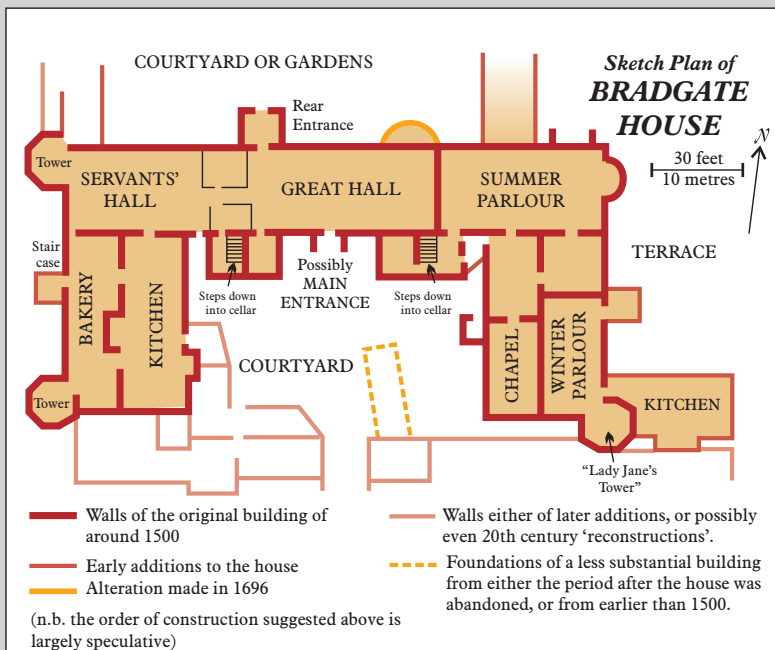 COURTYARD OR GARDENS
Sketch Plan of
BRADGATE
HOUSE
N
30 feet
10 metres
Rear
Entrance
Tower
SERVANTS'
HALL
GREAT HALL
SUMMER
PARLOUR
TERRACE
Stair
case
Possibly
MAIN
ENTRANCE
Steps down
into cellar
Steps down
into cellar
BAKERY
KITCHEN
COURTYARD
CHAPEL
WINTER
PARLOUR
KITCHEN
Tower
"Lady Jane's
Tower"
Walls of the original building of
around 1500
Early additions to the house
Alteration made in 1696
(n.b. the order of construction suggested above is
largely speculative)
Walls either of later additions, or possibly
even 20th century 'reconstructions'.
Foundations of a less substantial building
from either the period after the house was
abandoned, or from earlier than 1500.